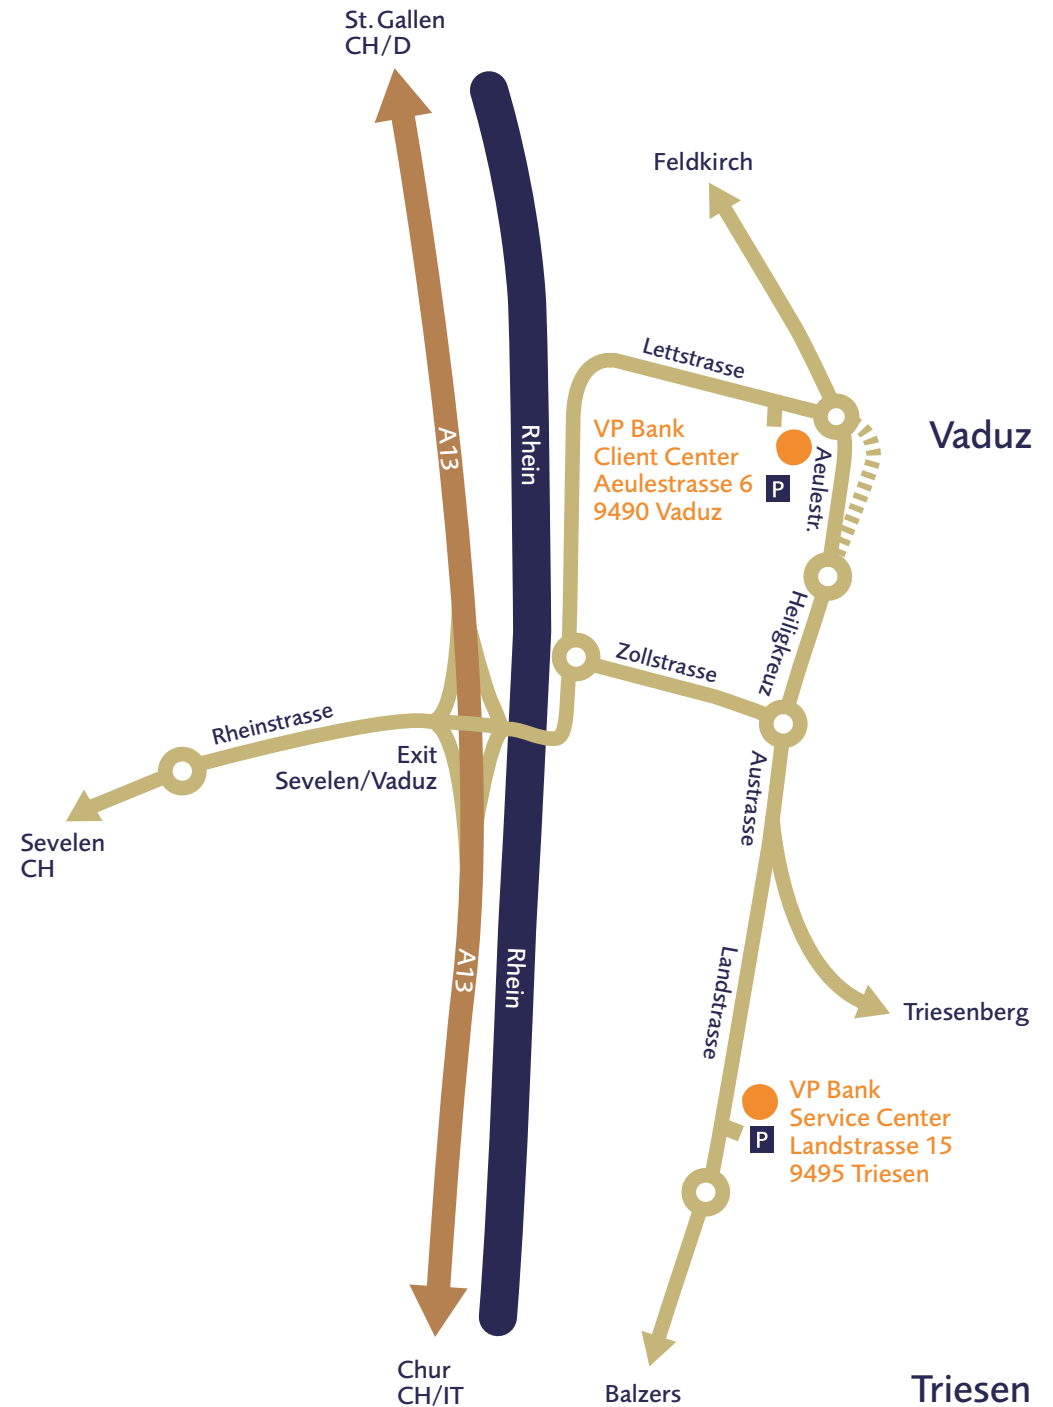 St. Gallen
CH/D
Feldkirch
Lettstrasse
Vaduz
A13
Rhein
VP Bank
Client Center
Aeulestrasse 6
9490 Vaduz
P
Aeulestr.
Heiligkreuz
Zollstrasse
Rheinstrasse
Exit
Sevelen/Vaduz
Austrasse
Sevelen
CH
A13
Rhein
Landstrasse
Triesenberg
VP Bank
Service Center
Landstrasse 15
9495 Triesen
P
Chur
CH/IT
Balzers
Triesen